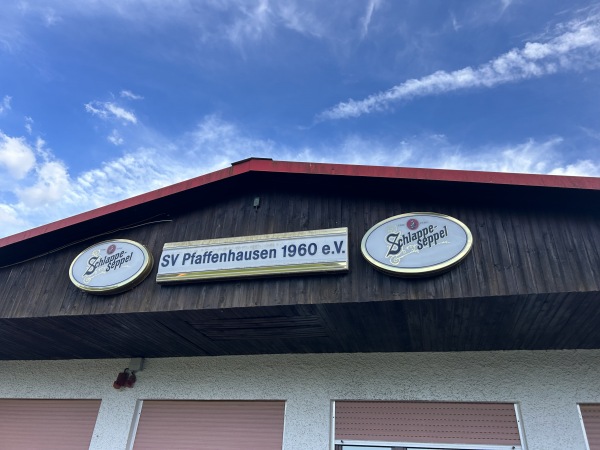 Schlappe-
Seppel
SV Pfaffenhausen 1960 e.V.
Schlappe-
Seppel